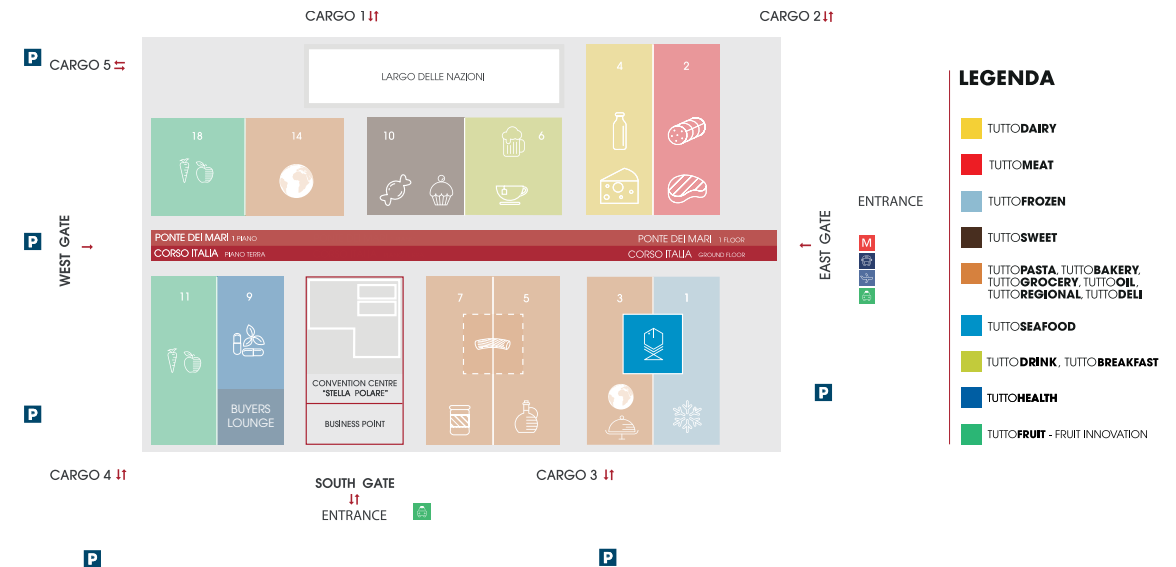 CARGO 1
CARGO 2
P
CARGO 5
LARGO DELLE NAZIONI
4
2
18
14
10
6
WEST GATE
P
PONTE DEI MARI 1 PIANO
PONTE DEI MARI 1 FLOOR
CORSO ITALIA PIANO TERRA
CORSO ITALIA GROUND FLOOR
EAST GATE
ENTRANCE
M
11
9
7
5
3
1
CONVENTION CENTRE
"STELLA POLARE"
BUSINESS POINT
BUYERS
LOUNGE
P
P
CARGO 4
CARGO 3
SOUTH GATE
ENTRANCE
P
P
LEGENDA
TUTTODAIRY
TUTTOMEAT
TUTTOFROZEN
TUTTOSWEET
TUTTOPASTA, TUTTOBAKERY,
TUTTOGROCERY, TUTTOOIL,
TUTTOREGIONAL, TUTTODELI
TUTTOSEAFOOD
TUTTODRINK, TUTTOBREAKFAST
TUTTOHEALTH
TUTTOFRUIT - FRUIT INNOVATION